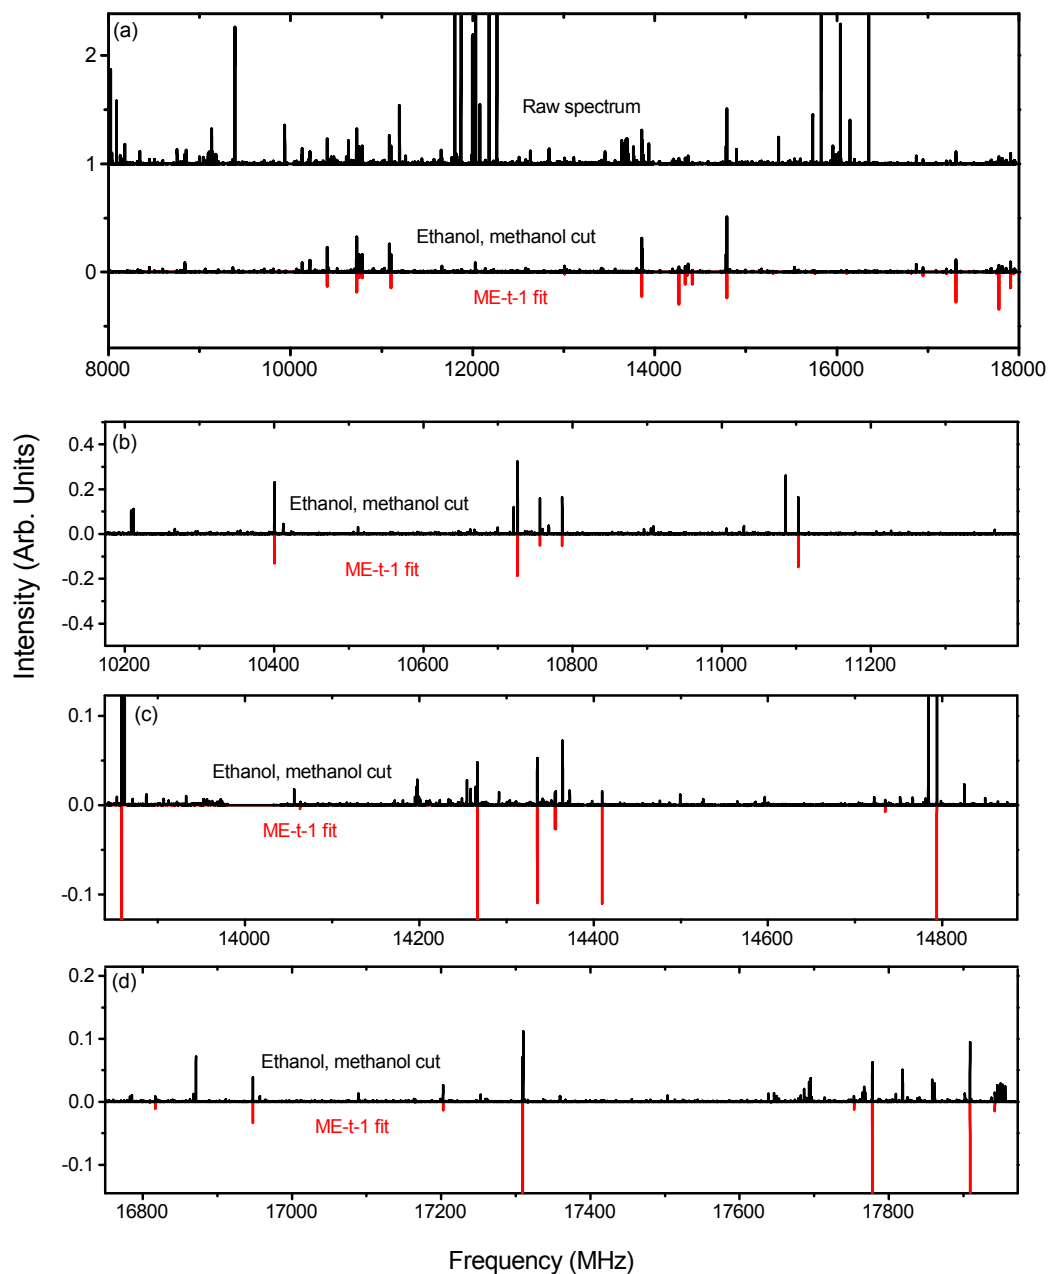 (a)
2
Raw spectrum
1
Ethanol, methanol cut
0
ME-t-1 fit
8000 10000 12000 14000 16000 18000
Intensity (Arb. Units)
(b)
0.4
0.2
Ethanol, methanol cut
0.0
ME-t-1 fit
-0.2
-0.4
10200 10400 10600 10800 11000 11200
(c)
0.1
Ethanol, methanol cut
0.0
ME-t-1 fit
-0.1
14000 14200 14400 14600 14800
(d)
0.2
0.1
Ethanol, methanol cut
0.0
ME-t-1 fit
-0.1
16800 17000 17200 17400 17600 17800
Frequency (MHz)